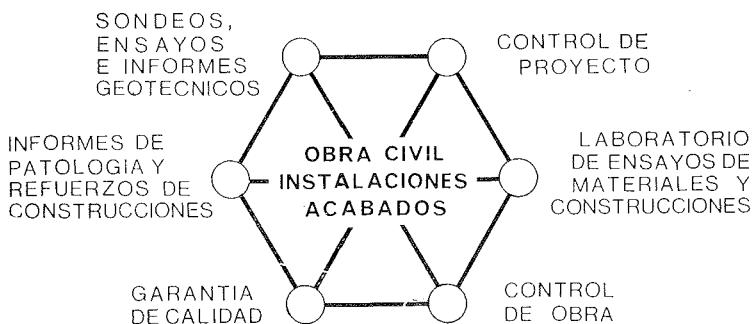 SONDEOS,
ENSAYOS
E INFORMES
GEOTECNICOS
CONTROL DE
PROYECTO
INFORMES DE
PATOLOGIA Y
REFUERZOS DE
CONSTRUCCIONES
OBRA CIVIL
INSTALACIONES
ACABADOS
LABORATORIO
DE ENSAYOS DE
MATERIALES Y
CONSTRUCCIONES
GARANTIA
DE CALIDAD
CONTROL
DE OBRA